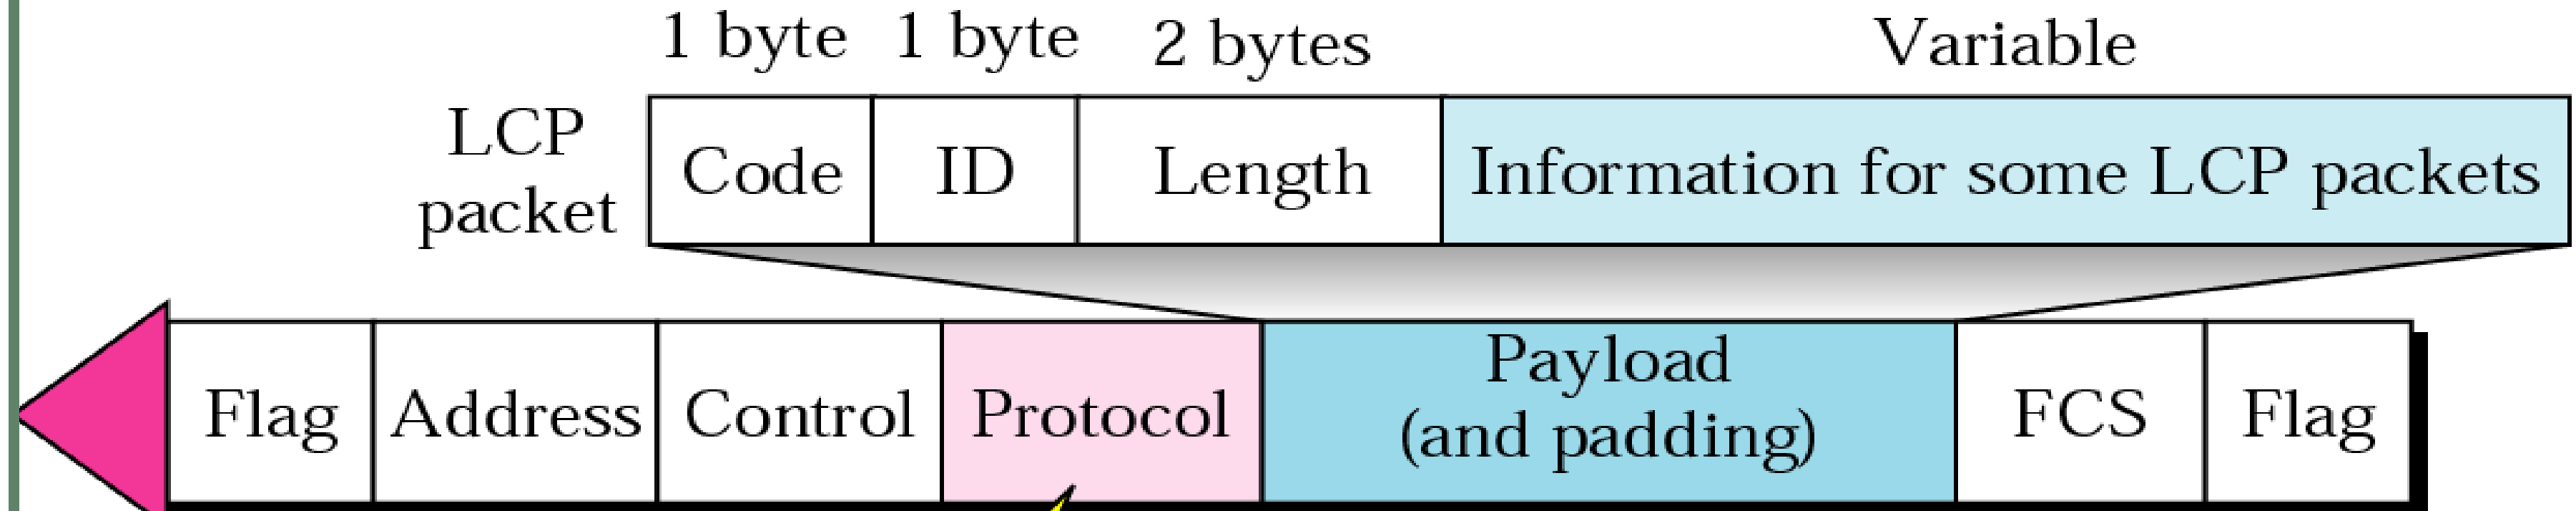 1 byte 1 byte 2 bytes Variable
LCP
packet
Code ID Length Information for some LCP packets
Flag Address Control Protocol Payload
(and padding) FCS Flag